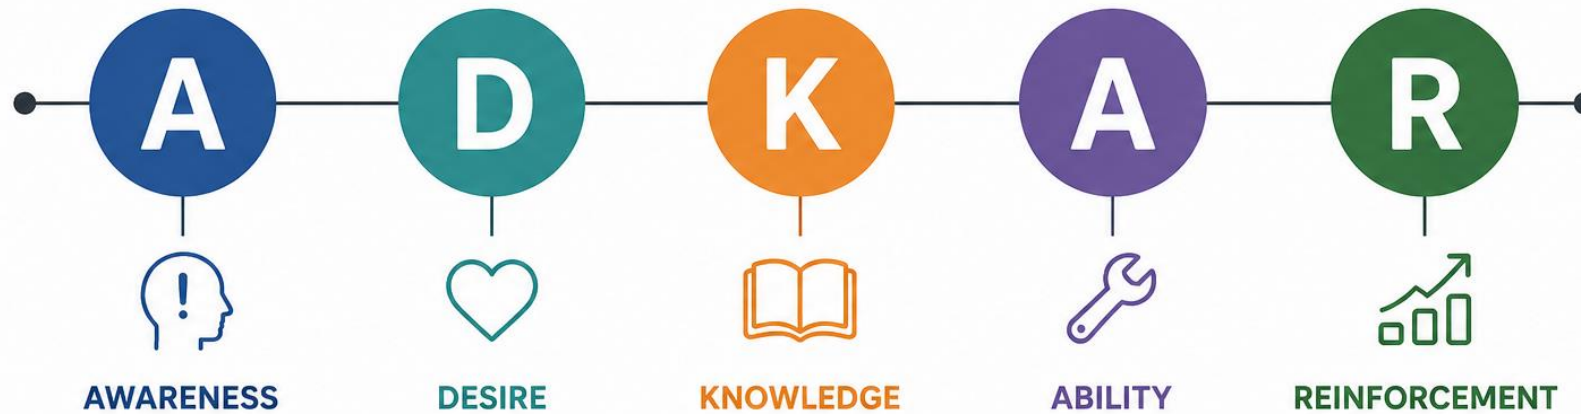 A D K A R
!
AWARENESS DESIRE KNOWLEDGE ABILITY REINFORCEMENT